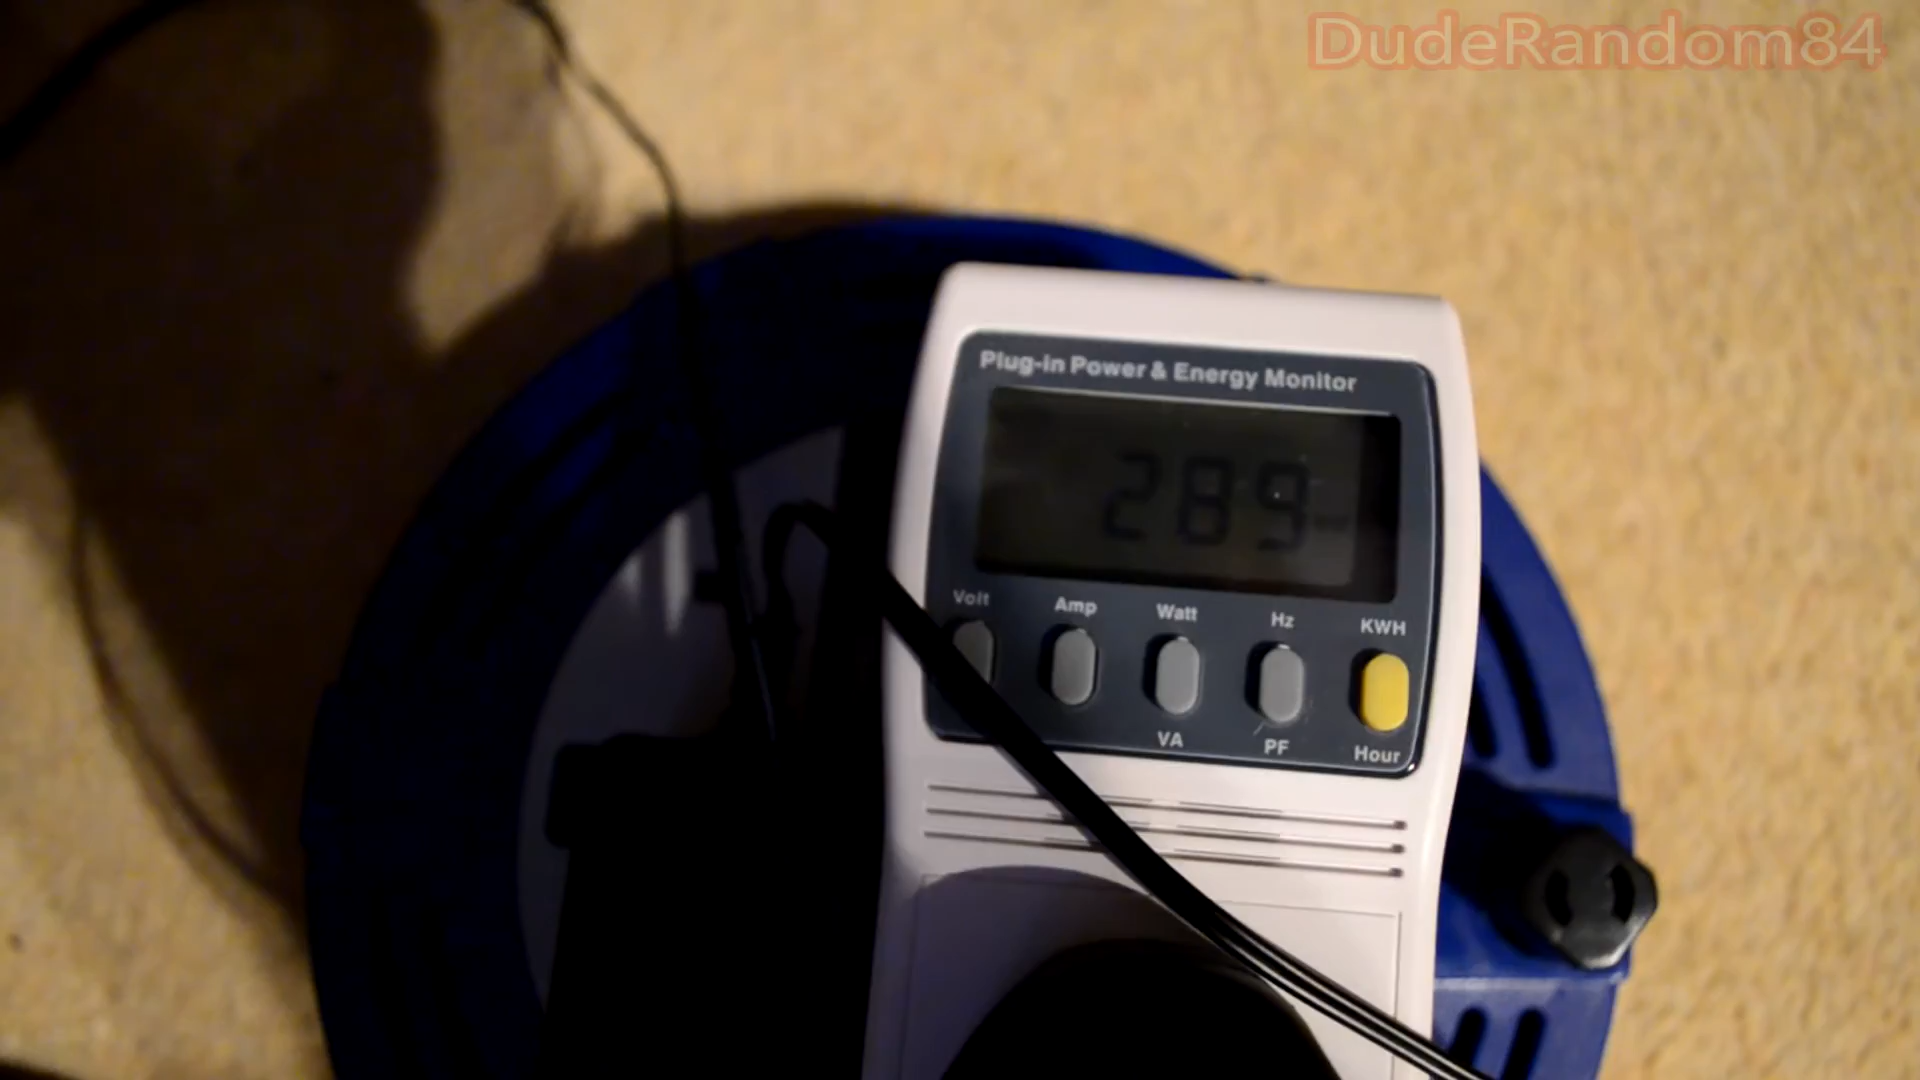 DudeRandom84
Plug-in Power & Energy Monitor
289
Volt Amp Watt Hz KWH
VA PF Hour